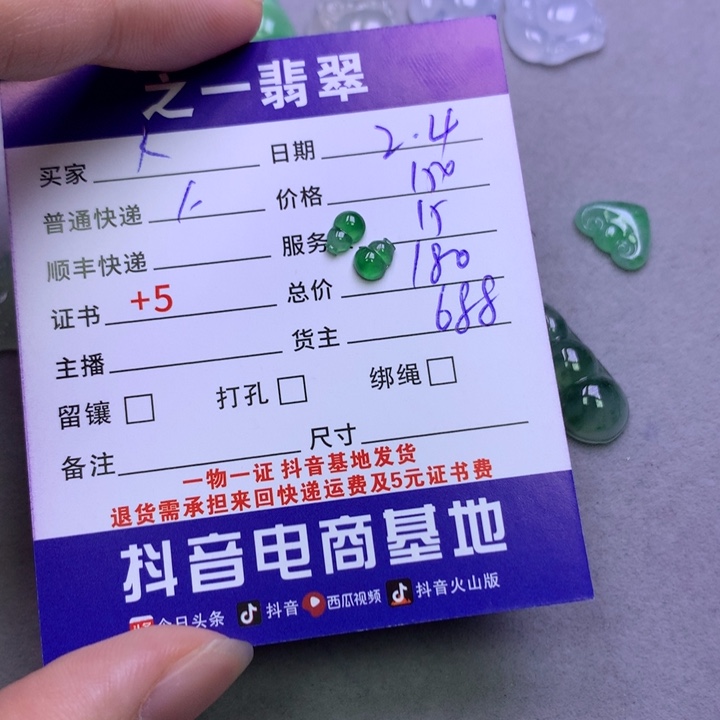 之一翡翠
买家 日期 2.4
普通快递 价格 150
顺丰快递 服务 15
证书 +5 总价 180
主播 货主 688
留镶 打孔 绑绳
备注 尺寸
一物一证 抖音基地发货
退货需承担来回快递运费及5元证书费
抖音电商基地
今日头条 抖音 西瓜视频 抖音火山版